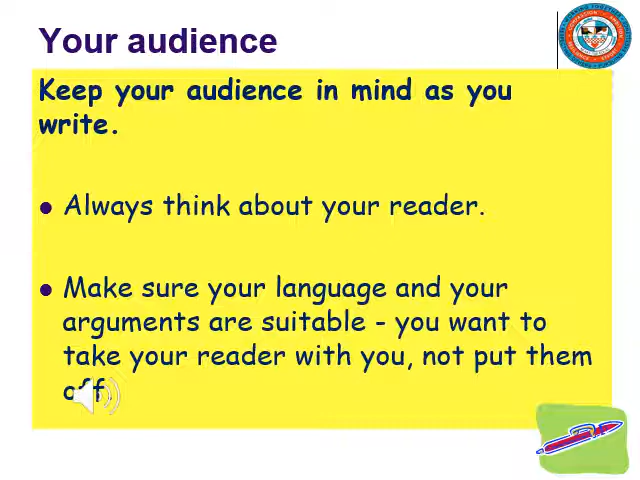 Your audience
Keep your audience in mind as you
write.
Always think about your reader.
Make sure your language and your
arguments are suitable - you want to
take your reader with you, not put them
off.